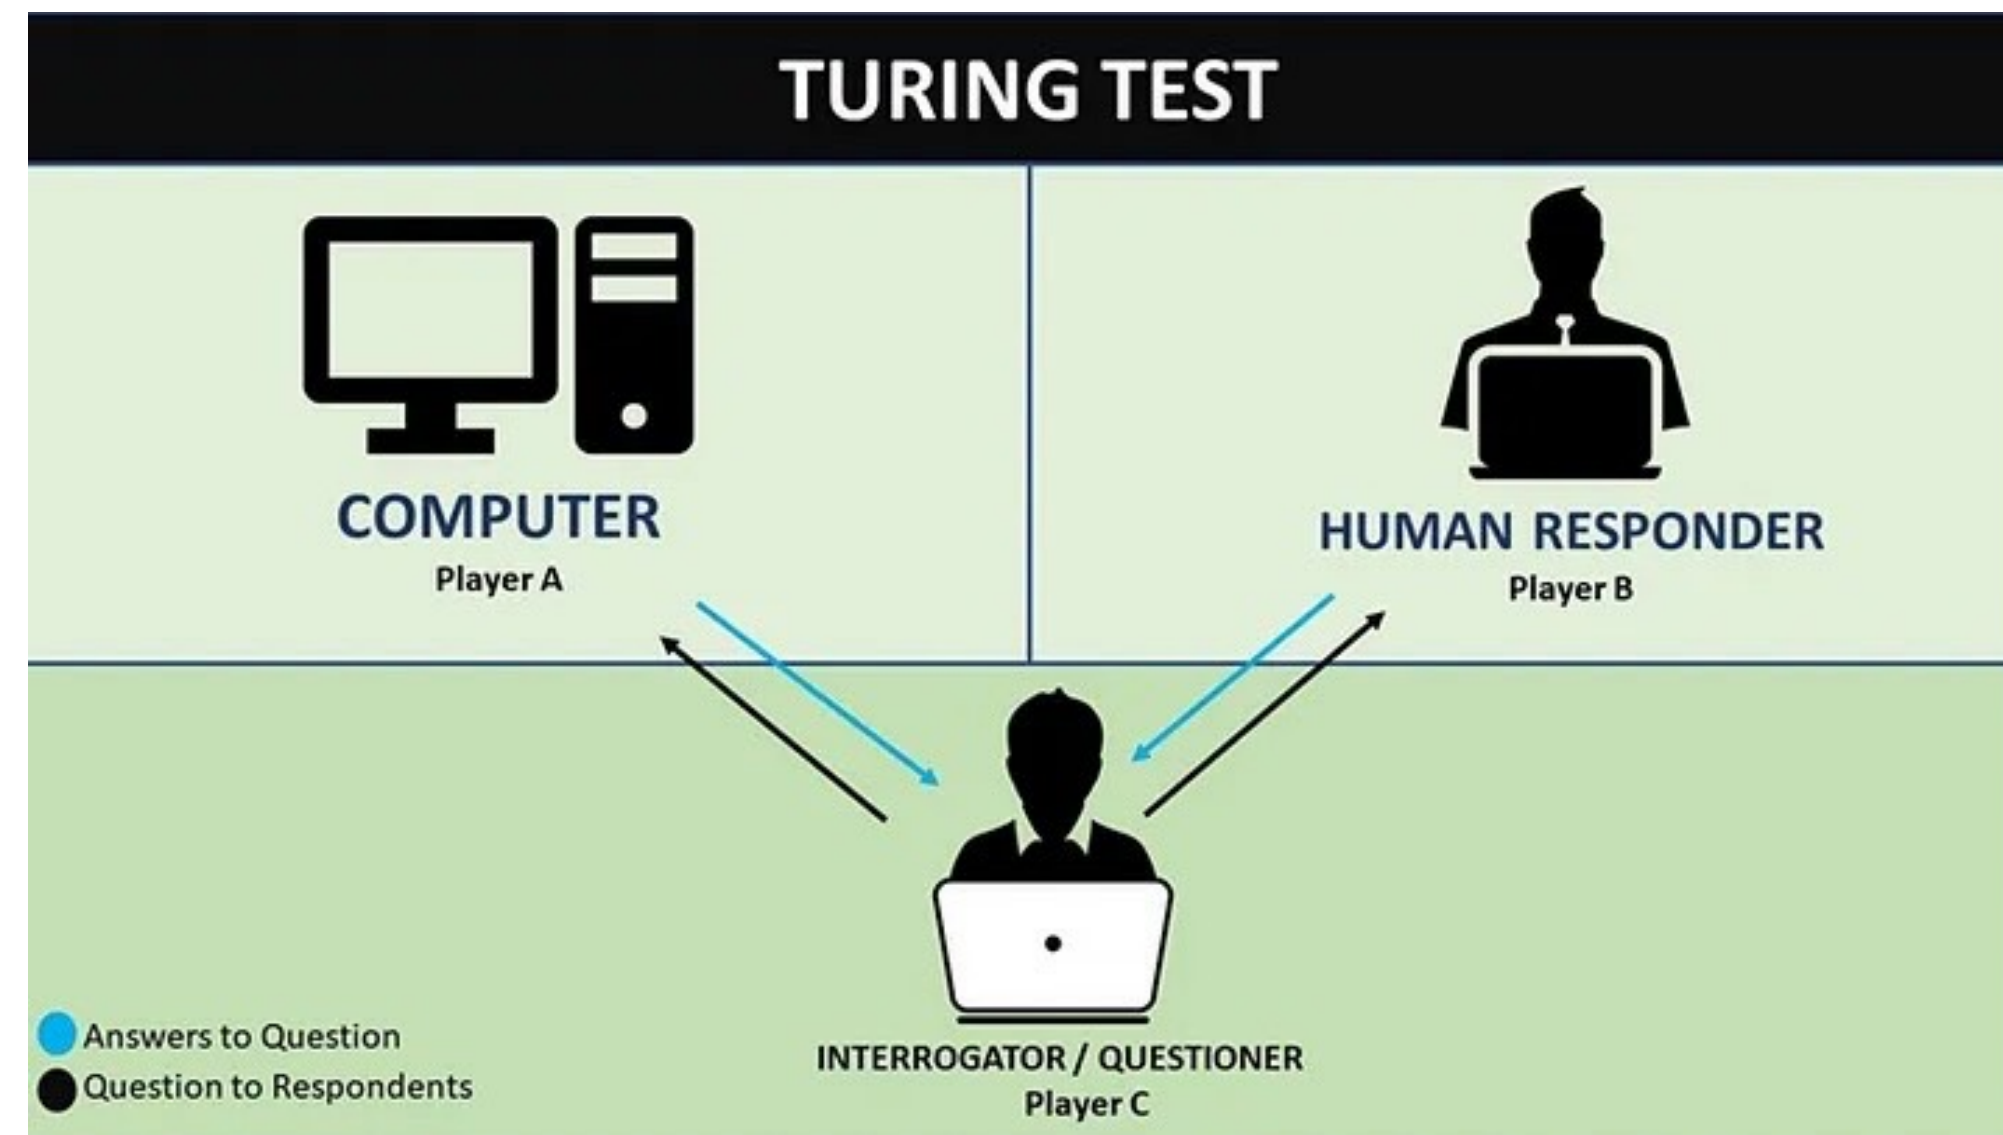 TURING TEST
COMPUTER
Player A
HUMAN RESPONDER
Player B
INTERROGATOR / QUESTIONER
Player C
Answers to Question
Question to Respondents